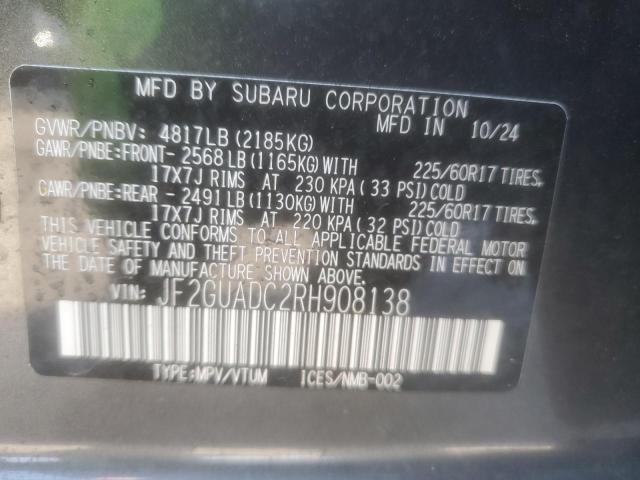 MFD BY SUBARU CORPORATION
MFD IN 10/24
GVWR/PNBV: 4817LB (2185KG)
GAWR/PNBE:FRONT- 2568 LB (1165KG) WITH 225/60R17 TIRES,
17X7J RIMS AT 230 KPA (33 PSI) COLD
GAWR/PNBE:REAR - 2491 LB (1130KG) WITH 225/60R17 TIRES,
17X7J RIMS AT 220 KPA (32 PSI) COLD
THIS VEHICLE CONFORMS TO ALL APPLICABLE FEDERAL MOTOR
VEHICLE SAFETY AND THEFT PREVENTION STANDARDS IN EFFECT ON
THE DATE OF MANUFACTURE SHOWN ABOVE.
VIN: JF2GUADC2RH908138
TYPE:MPV/VTUM ICES/NMB-002